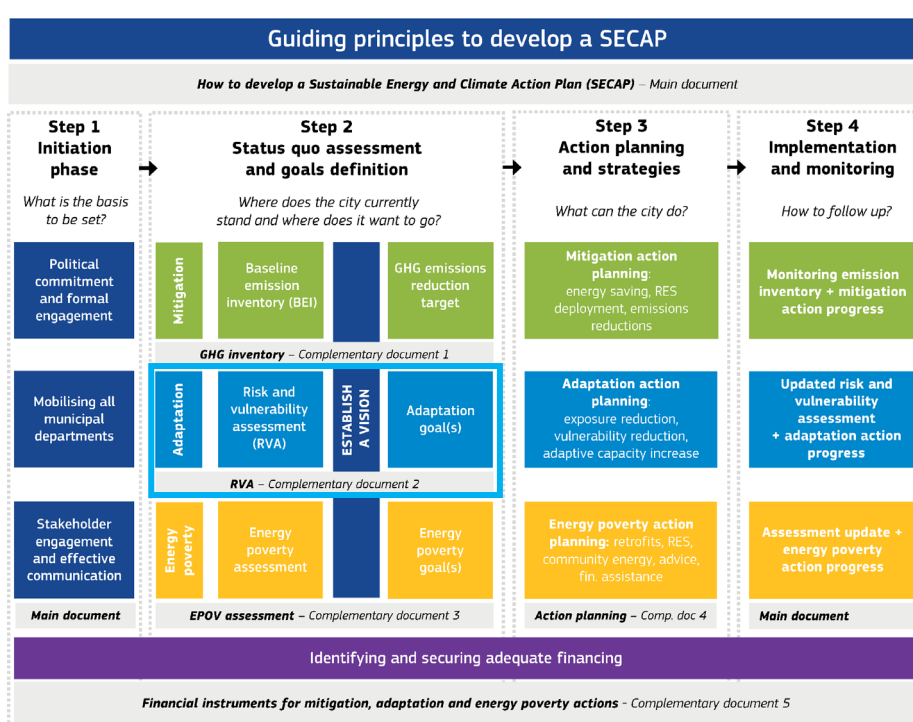 Guiding principles to develop a SECAP
How to develop a Sustainable Energy and Climate Action Plan (SECAP) – Main document
Step 1
Initiation
phase
What is the basis
to be set?
Political
commitment
and formal
engagement
Mobilising all
municipal
departments
Stakeholder
engagement
and effective
communication
Main document
Step 2
Status quo assessment
and goals definition
Where does the city currently
stand and where does it want to go?
Mitigation
Baseline
emission
inventory (BEI)
GHG emissions
reduction
target
GHG inventory – Complementary document 1
Adaptation
Risk and
vulnerability
assessment
(RVA)
ESTABLISH
A VISION
Adaptation
goal(s)
RVA – Complementary document 2
Energy
poverty
Energy
poverty
assessment
Energy
poverty
goal(s)
EPOV assessment – Complementary document 3
Step 3
Action planning
and strategies
What can the city do?
Mitigation action
planning:
energy saving, RES
deployment, emissions
reductions
Adaptation action
planning:
exposure reduction,
vulnerability reduction,
adaptive capacity increase
Energy poverty action
planning: retrofits, RES,
community energy, advice,
fin. assistance
Action planning – Comp. doc 4
Step 4
Implementation
and monitoring
How to follow up?
Monitoring emission
inventory + mitigation
action progress
Updated risk and
vulnerability
assessment
+ adaptation action
progress
Assessment update +
energy poverty
action progress
Main document
Identifying and securing adequate financing
Financial instruments for mitigation, adaptation and energy poverty actions - Complementary document 5